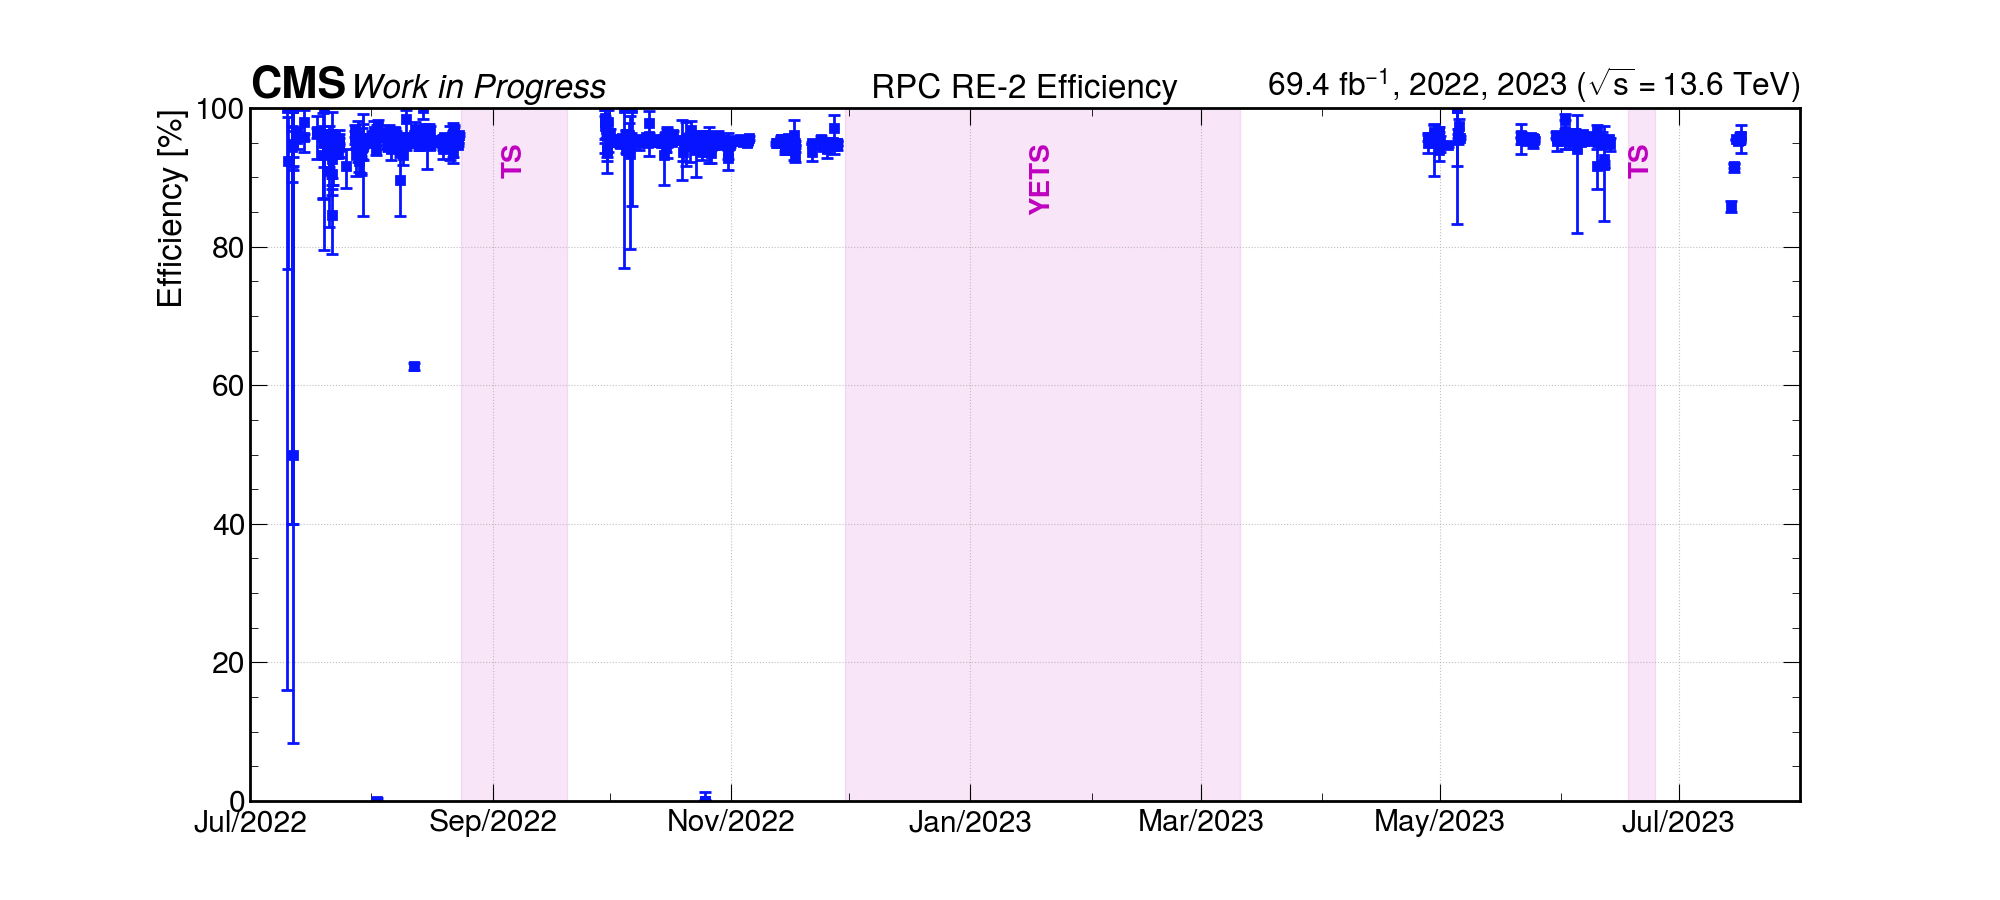 CMS Work in Progress RPC RE-2 Efficiency 69.4 fb⁻¹, 2022, 2023 (√s = 13.6 TeV)
Efficiency [%]
100
80
60
40
20
0
TS
YETS
TS
Jul/2022 Sep/2022 Nov/2022 Jan/2023 Mar/2023 May/2023 Jul/2023